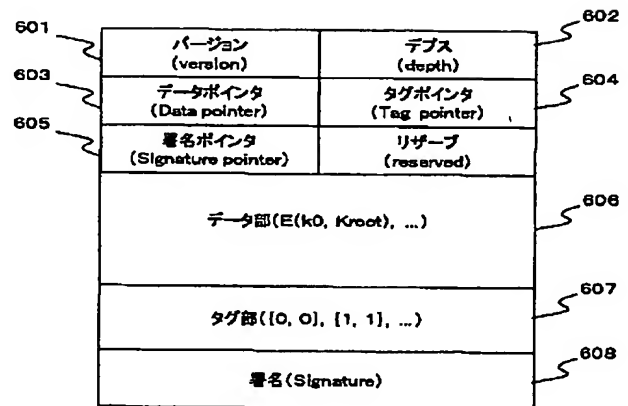 601
バージョン
(version)
デプス
(depth)
602
603
データポインタ
(Data pointer)
タグポインタ
(Tag pointer)
604
605
署名ポインタ
(Signature pointer)
リザーブ
(reserved)
データ部(E(k0, Kroot), ...)
606
タグ部({0, 0}, {1, 1}, ...)
607
署名(Signature)
608